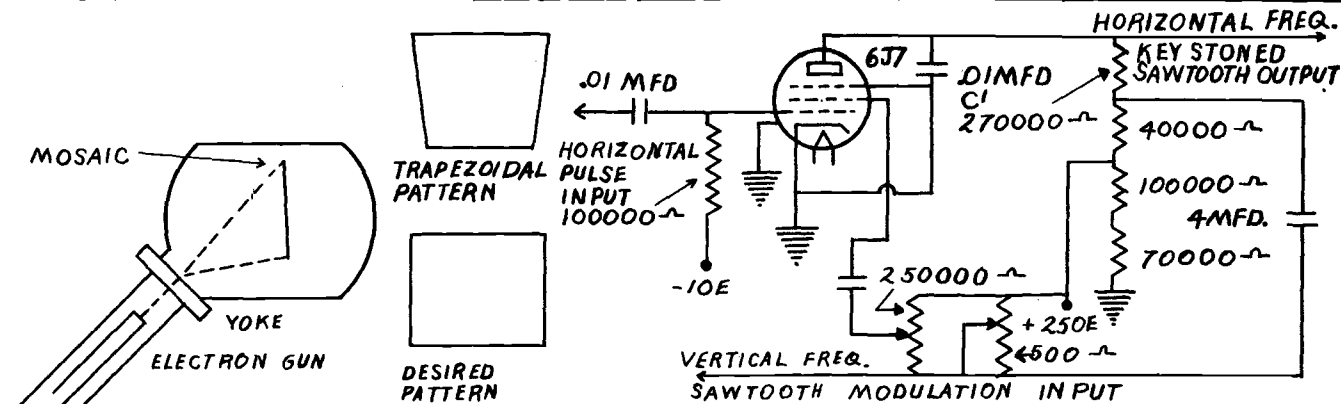 MOSAIC
YOKE
ELECTRON GUN
TRAPEZOIDAL
PATTERN
DESIRED
PATTERN
.01 MFD
HORIZONTAL
PULSE
INPUT
100000 Ω
-10E
6J7
.01MFD
C'
270000 Ω
HORIZONTAL FREQ.
KEY STONED
SAWTOOTH OUTPUT
40000 Ω
100000 Ω
4MFD.
70000 Ω
250000 Ω
+250E
500 Ω
VERTICAL FREQ.
SAWTOOTH MODULATION INPUT